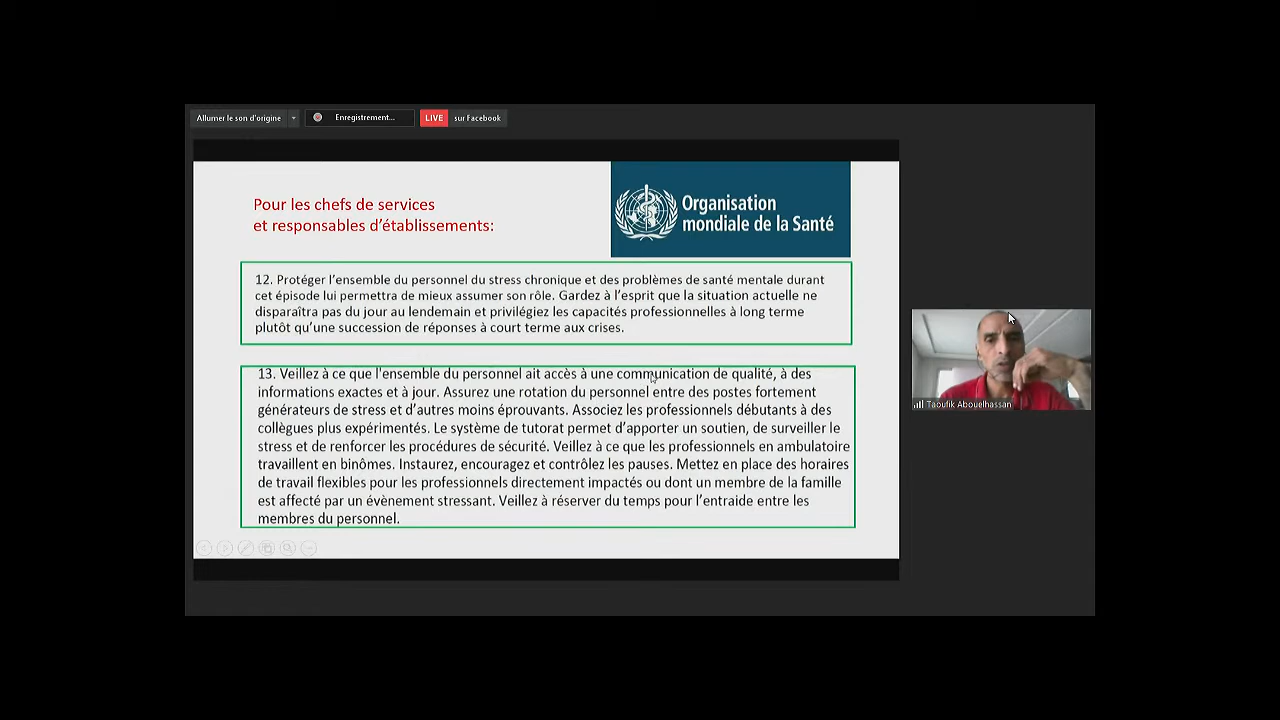 Allumer le son d'origine
Enregistrement...
LIVE sur Facebook
Pour les chefs de services
et responsables d'établissements:
Organisation
mondiale de la Santé
12. Protéger l'ensemble du personnel du stress chronique et des problèmes de santé mentale durant
cet épisode lui permettra de mieux assumer son rôle. Gardez à l'esprit que la situation actuelle ne
disparaîtra pas du jour au lendemain et privilégiez les capacités professionnelles à long terme
plutôt qu'une succession de réponses à court terme aux crises.
13. Veillez à ce que l'ensemble du personnel ait accès à une communication de qualité, à des
informations exactes et à jour. Assurez une rotation du personnel entre des postes fortement
générateurs de stress et d'autres moins éprouvants. Associez les professionnels débutants à des
collègues plus expérimentés. Le système de tutorat permet d'apporter un soutien, de surveiller le
stress et de renforcer les procédures de sécurité. Veillez à ce que les professionnels en ambulatoire
travaillent en binômes. Instaurez, encouragez et contrôlez les pauses. Mettez en place des horaires
de travail flexibles pour les professionnels directement impactés ou dont un membre de la famille
est affecté par un évènement stressant. Veillez à réserver du temps pour l'entraide entre les
membres du personnel.
Taoufik Abouelhassan